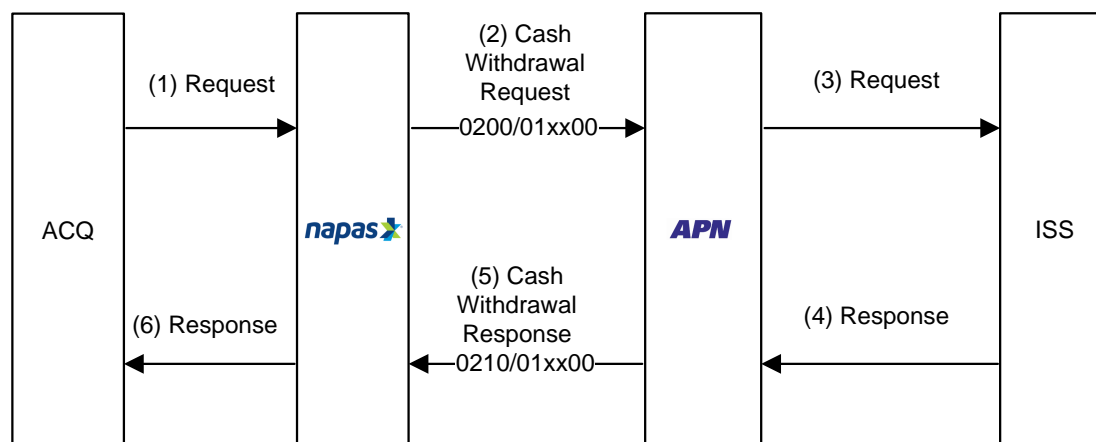 (1) Request
(2) Cash
Withdrawal
Request
0200/01xx00
(3) Request
ACQ
napas
APN
ISS
(6) Response
(5) Cash
Withdrawal
Response
0210/01xx00
(4) Response